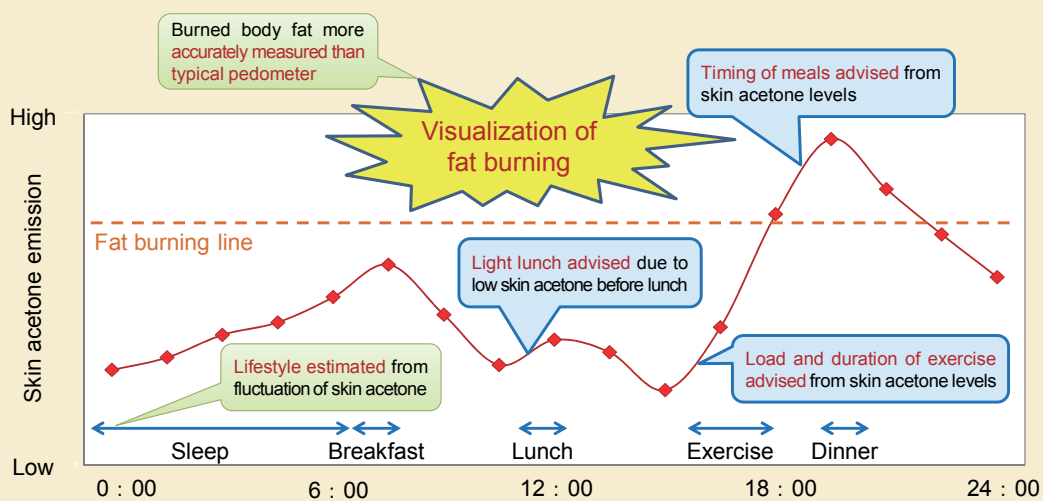 Burned body fat more
accurately measured than
typical pedometer
Timing of meals advised from
skin acetone levels
High
Visualization of
fat burning
Skin acetone emission
Fat burning line
Light lunch advised due to
low skin acetone before lunch
Lifestyle estimated from
fluctuation of skin acetone
Load and duration of exercise
advised from skin acetone levels
Sleep
Breakfast
Lunch
Exercise
Dinner
Low
0：00
6：00
12：00
18：00
24：00